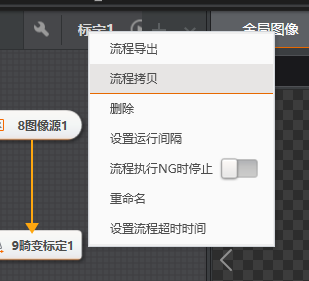 标定1
全局图像
流程导出
流程拷贝
删除
8图像源1
设置运行间隔
流程执行NG时停止
重命名
设置流程超时时间
9畸变标定1